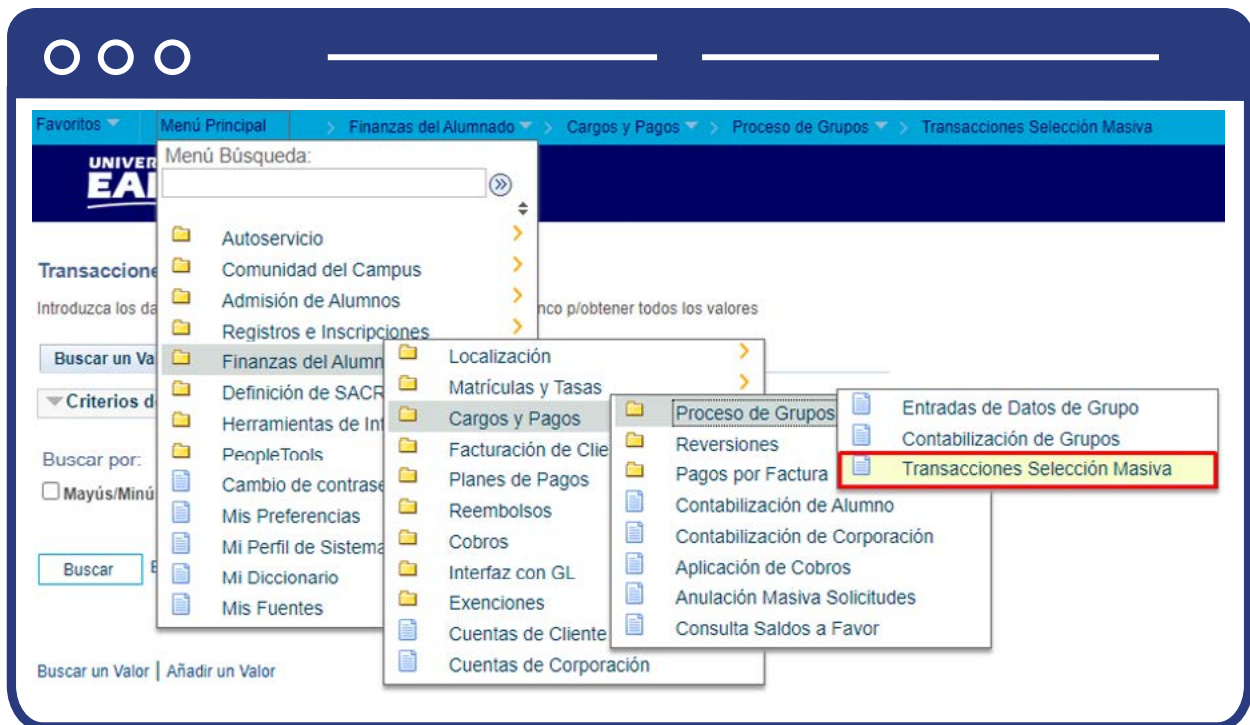 Favoritos Menú Principal > Finanzas del Alumnado > Cargos y Pagos > Proceso de Grupos > Transacciones Selección Masiva
Menú Búsqueda:
Autoservicio
Comunidad del Campus
Admisión de Alumnos
Registros e Inscripciones
Finanzas del Alumn
Definición de SACR
Herramientas de Int
PeopleTools
Cambio de contrase
Mis Preferencias
Mi Perfil de Sistema
Mi Diccionario
Mis Fuentes
Localización
Matrículas y Tasas
Cargos y Pagos
Facturación de Clie
Planes de Pagos
Reembolsos
Cobros
Interfaz con GL
Exenciones
Cuentas de Cliente
Cuentas de Corporación
Proceso de Grupos
Reversiones
Pagos por Factura
Contabilización de Alumno
Contabilización de Corporación
Aplicación de Cobros
Anulación Masiva Solicitudes
Consulta Saldos a Favor
Entradas de Datos de Grupo
Contabilización de Grupos
Transacciones Selección Masiva
UNIVER
EA
Transaccione
Introduzca los da nco p/obtener todos los valores
Buscar un Va
Criterios d
Buscar por:
Mayús/Minú
Buscar
Buscar un Valor | Añadir un Valor